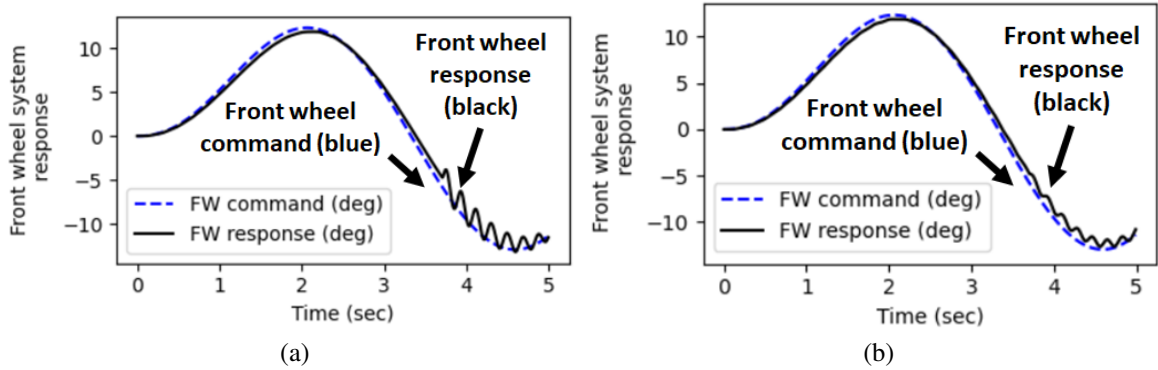 Front wheel system
response
10
5
0
−5
−10
Front wheel
response
(black)
Front wheel
command (blue)
FW command (deg)
FW response (deg)
0
1
2
3
4
5
Time (sec)
(a)
Front wheel system
response
10
5
0
−5
−10
Front wheel
response
(black)
Front wheel
command (blue)
FW command (deg)
FW response (deg)
0
1
2
3
4
5
Time (sec)
(b)